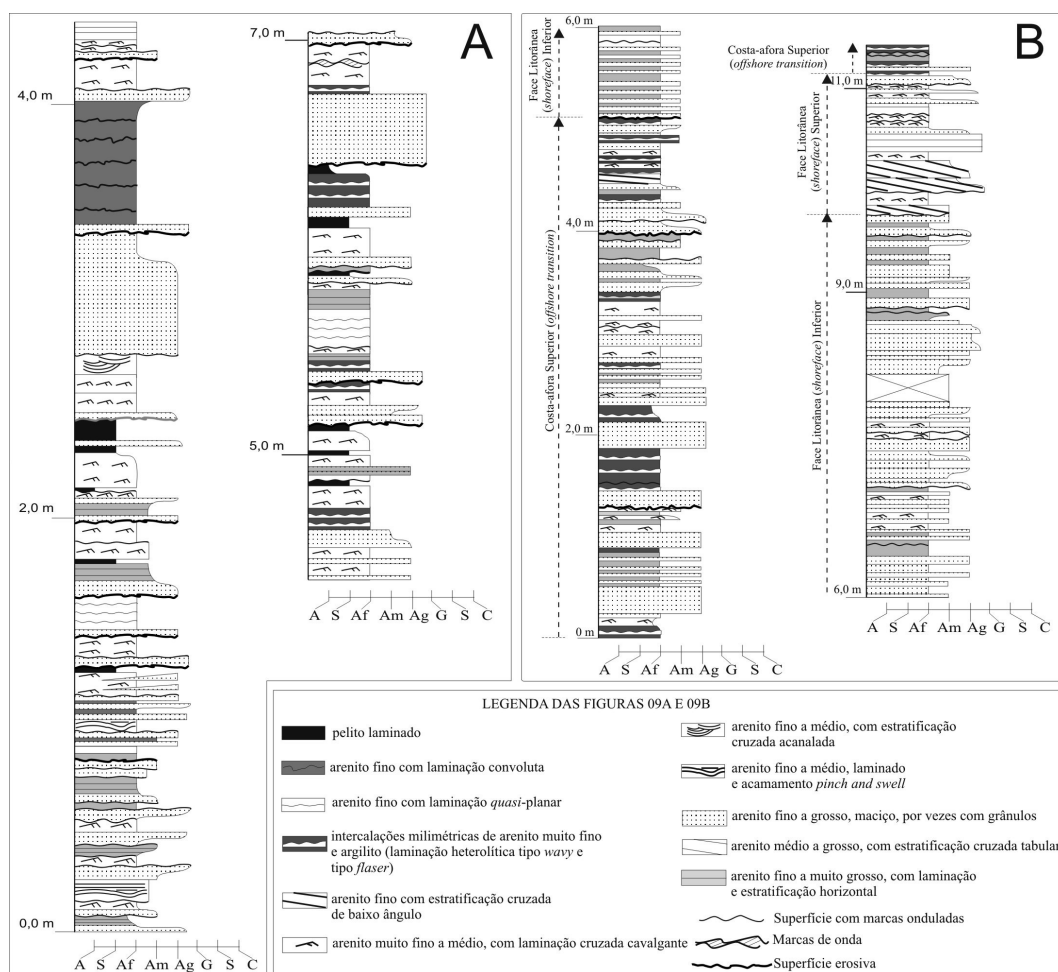 A
4,0 m
2,0 m
0,0 m
A S Af Am Ag G S C
7,0 m
5,0 m
A S Af Am Ag G S C
B
Face Litorânea
(shoreface) Inferior
Costa-afora Superior (offshore transition)
6,0 m
4,0 m
2,0 m
0 m
A S Af Am Ag G S C
Costa-afora Superior
(offshore transition)
Face Litorânea
(shoreface) Superior
Face Litorânea (shoreface) Inferior
11,0 m
9,0 m
6,0 m
A S Af Am Ag G S C
LEGENDA DAS FIGURAS 09A E 09B
pelito laminado
arenito fino com laminação convoluta
arenito fino com laminação quasi-planar
intercalações milimétricas de arenito muito fino
e argilito (laminação heterolítica tipo wavy e
tipo flaser)
arenito fino com estratificação cruzada
de baixo ângulo
arenito muito fino a médio, com laminação cruzada cavalgante
arenito fino a médio, com estratificação
cruzada acanalada
arenito fino a médio, laminado
e acamamento pinch and swell
arenito fino a grosso, maciço, por vezes com grânulos
arenito médio a grosso, com estratificação cruzada tabular
arenito fino a muito grosso, com laminação
e estratificação horizontal
Superfície com marcas onduladas
Marcas de onda
Superfície erosiva